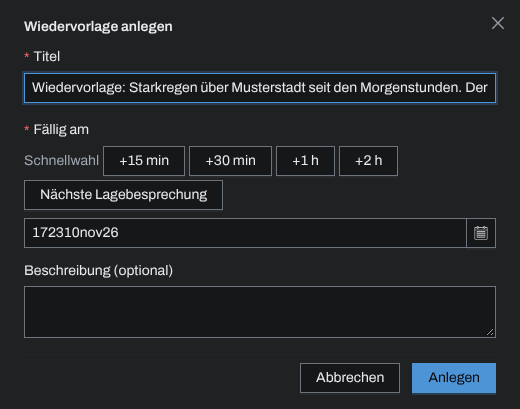 Wiedervorlage anlegen
* Titel
Wiedervorlage: Starkregen über Musterstadt seit den Morgenstunden. Der
* Fällig am
Schnellwahl +15 min +30 min +1 h +2 h
Nächste Lagebesprechung
172310nov26
Beschreibung (optional)
Abbrechen Anlegen